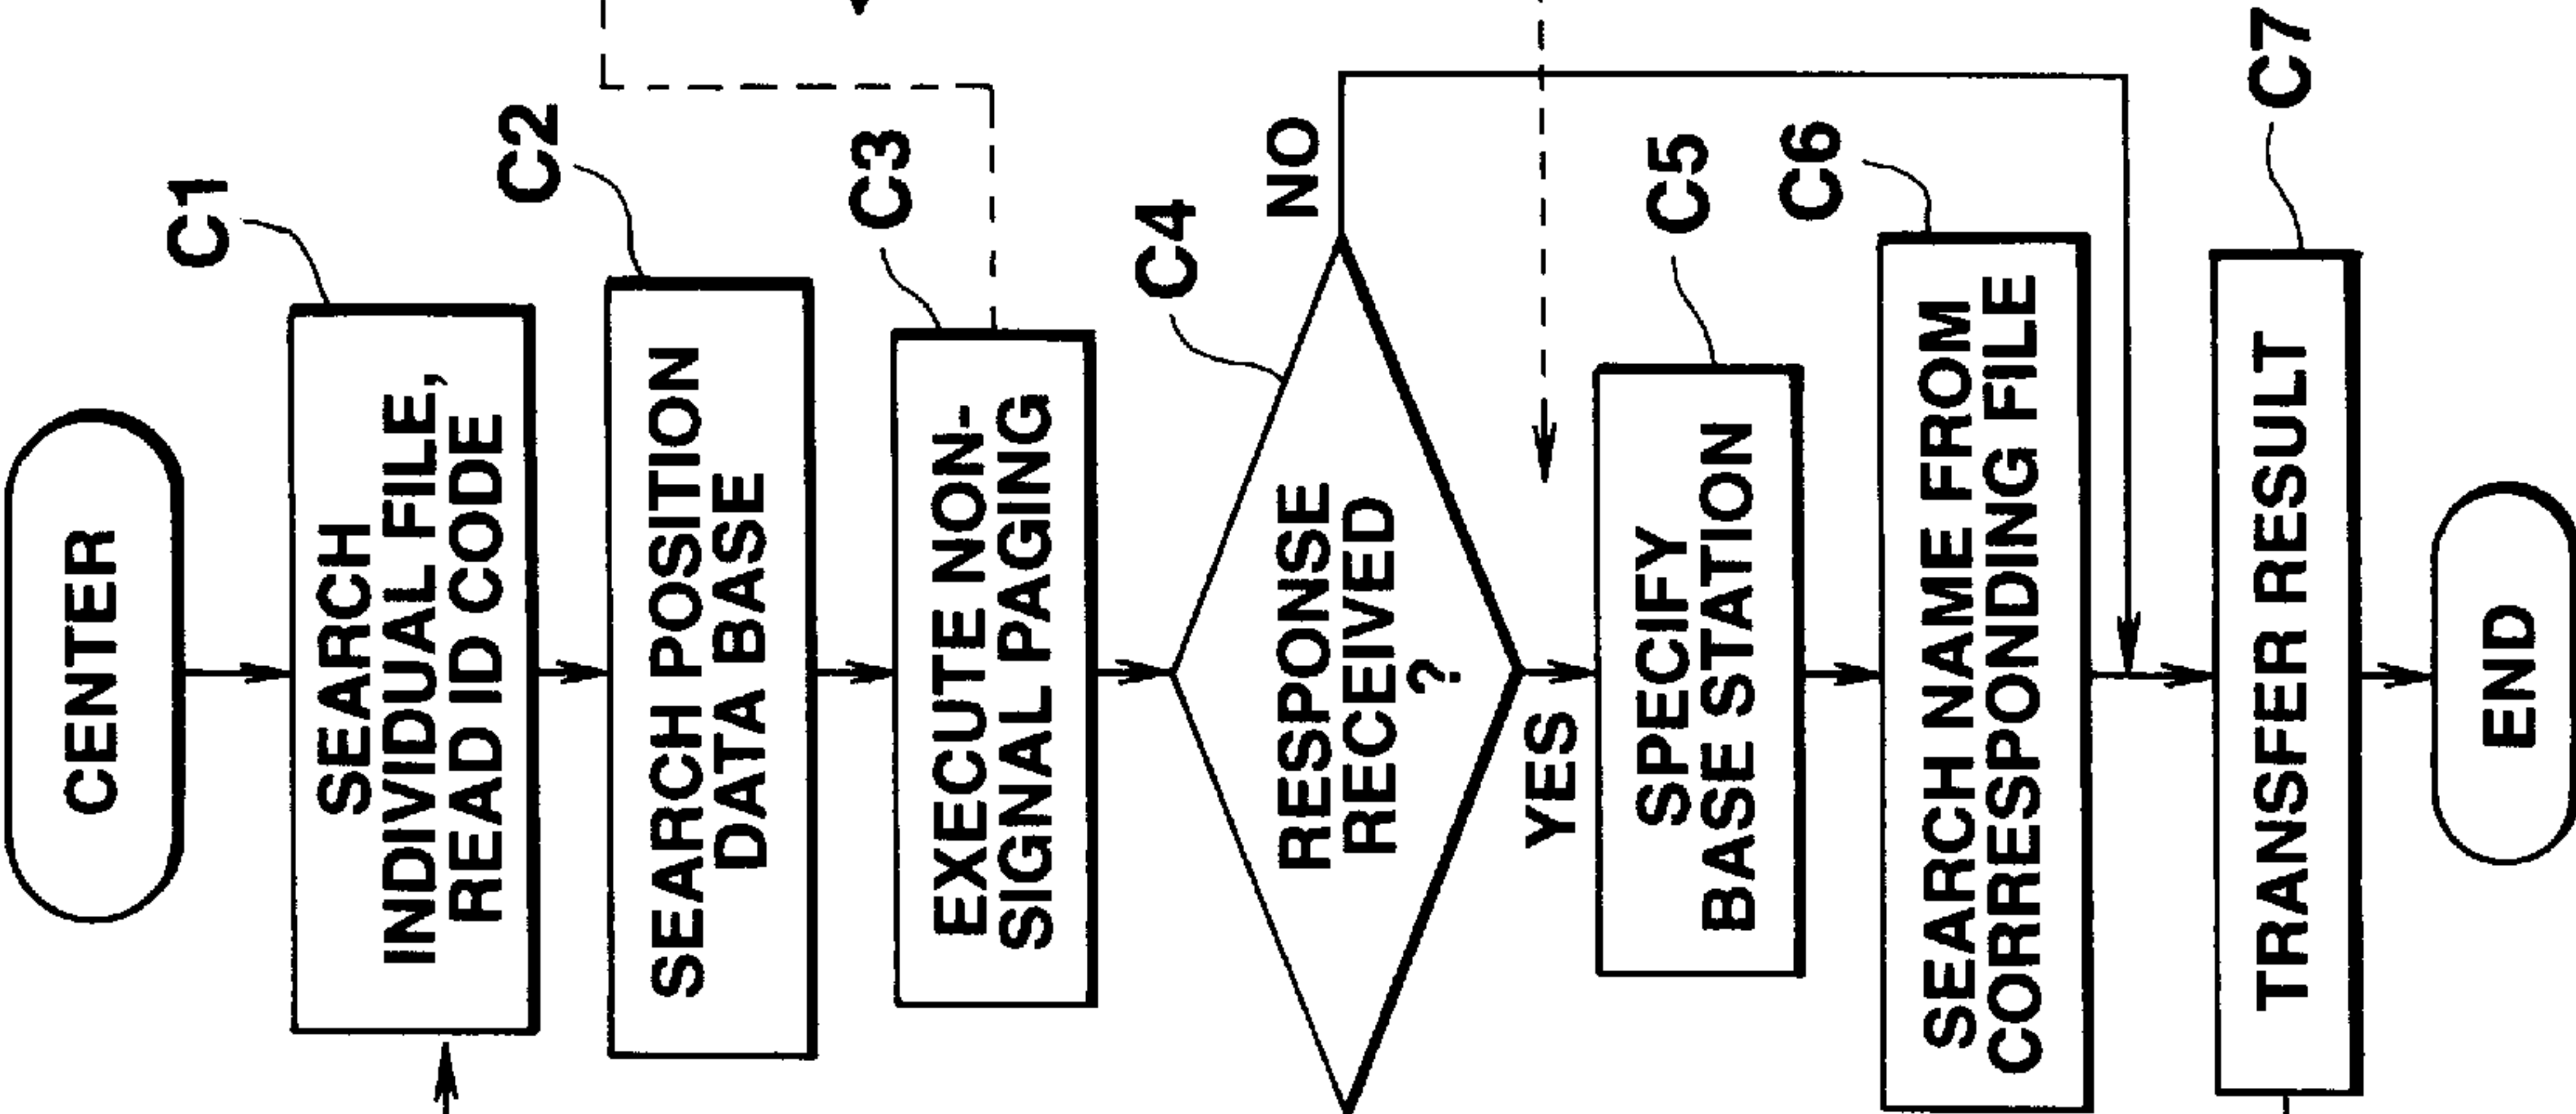 CENTER
C1
SEARCH
INDIVIDUAL FILE,
READ ID CODE
C2
SEARCH POSITION
DATA BASE
C3
EXECUTE NON-
SIGNAL PAGING
C4
RESPONSE
RECEIVED
?
NO
YES
C5
SPECIFY
BASE STATION
C6
SEARCH NAME FROM
CORRESPONDING FILE
C7
TRANSFER RESULT
END